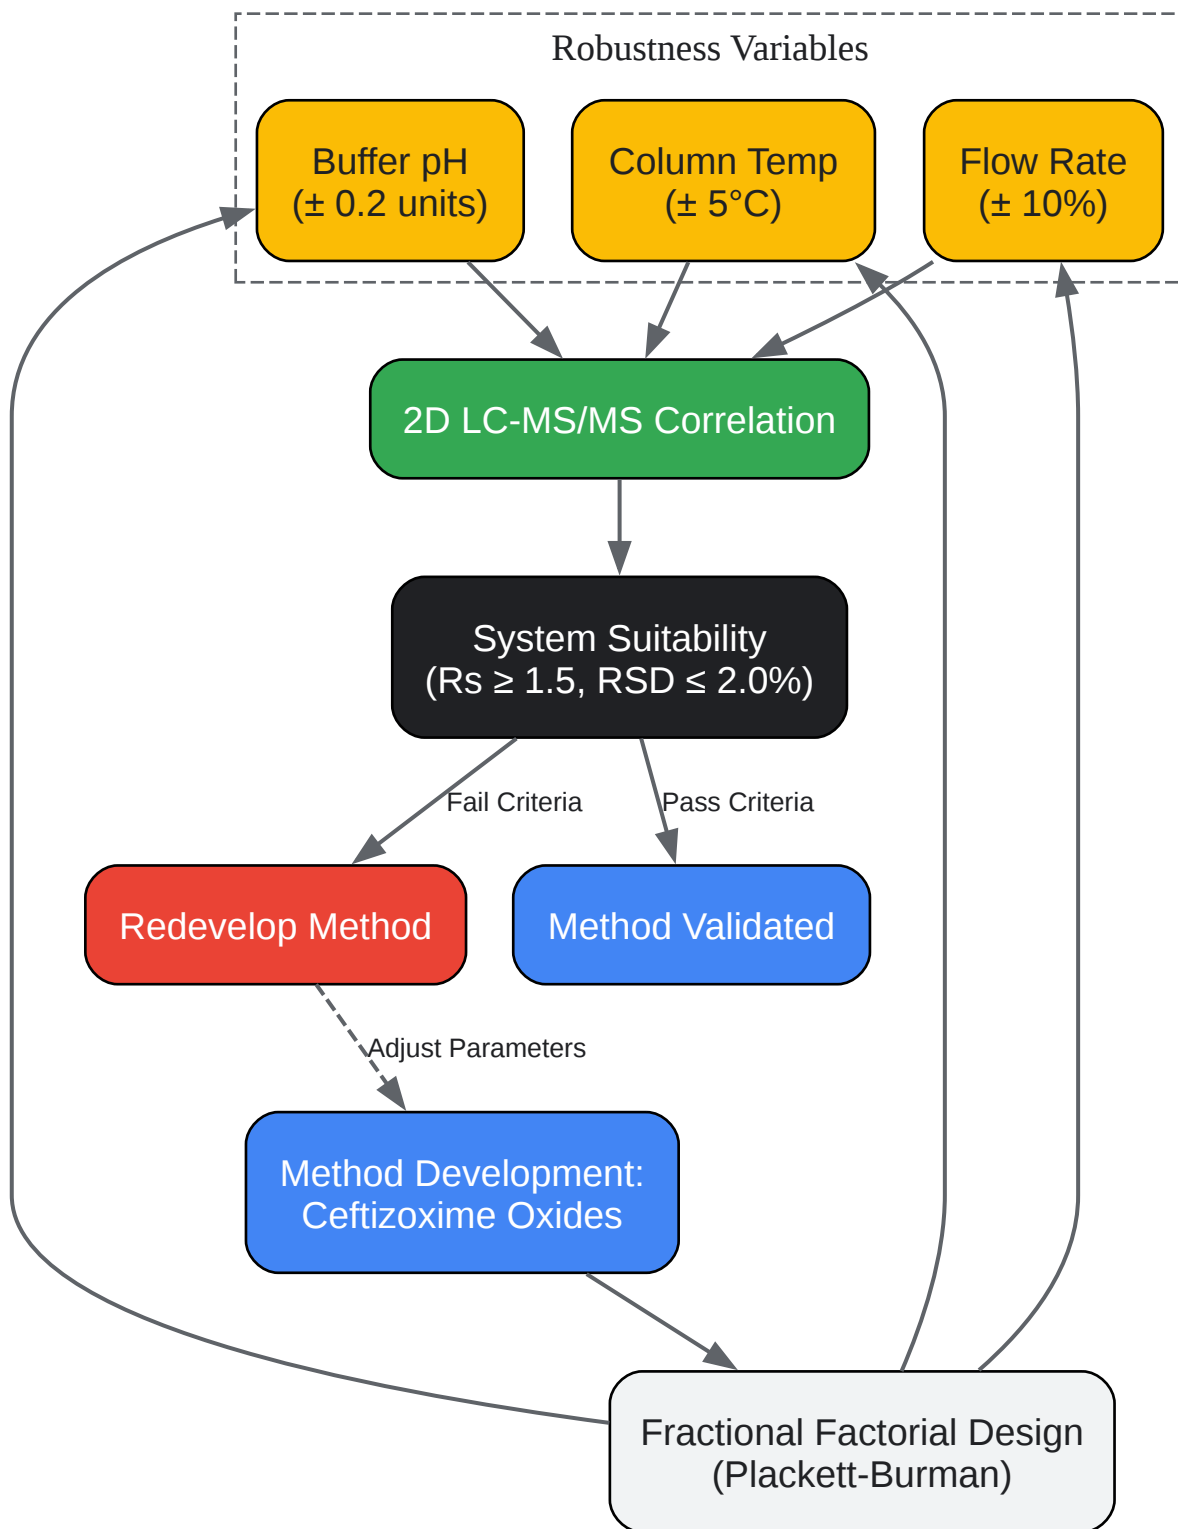 Robustness Variables
Buffer pH
(± 0.2 units)
Column Temp
(± 5°C)
Flow Rate
(± 10%)
2D LC-MS/MS Correlation
System Suitability
(Rs ≥ 1.5, RSD ≤ 2.0%)
Fail Criteria
Pass Criteria
Redevelop Method
Method Validated
Adjust Parameters
Method Development:
Ceftizoxime Oxides
Fractional Factorial Design
(Plackett-Burman)